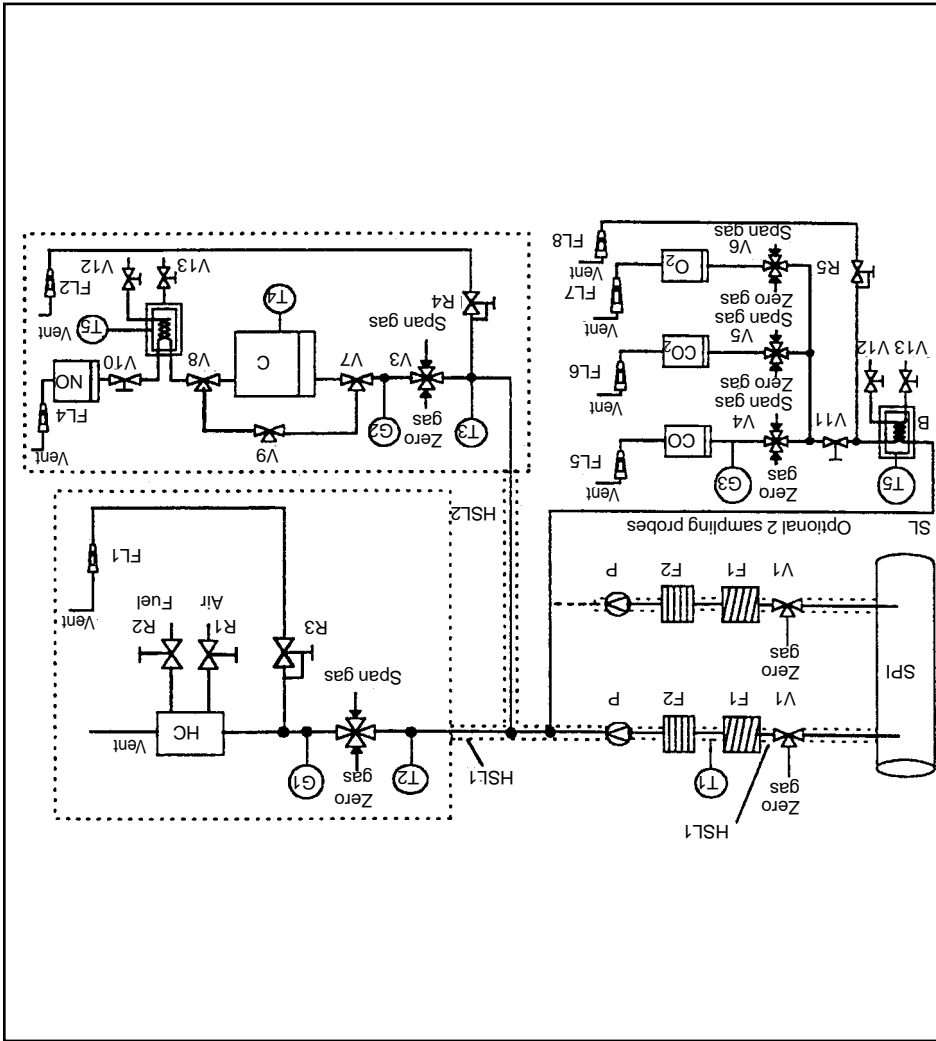 HSL1
Zero
gas
T1
V1
F1
F2
P
SPI
Zero
gas
V1
F1
F2
P
Optional 2 sampling probes
HSL1
T2
Zero
gas
G1
Span gas
HC
Vent
R3
R1
Air
R2
Fuel
Vent
FL1
HSL2
SL
T5
B
V13
V12
V11
R5
Zero
gas
V4
Span gas
G3
CO
Vent
FL5
Zero gas
V5
Span gas
CO2
Vent
FL6
Zero gas
V6
Span gas
O2
Vent
FL7
Vent
FL8
T3
Zero
gas
V3
Span gas
R4
G2
V7
V9
C
T4
V8
T5
V13
V12
V10
NO
Vent
FL4
Vent
FL2